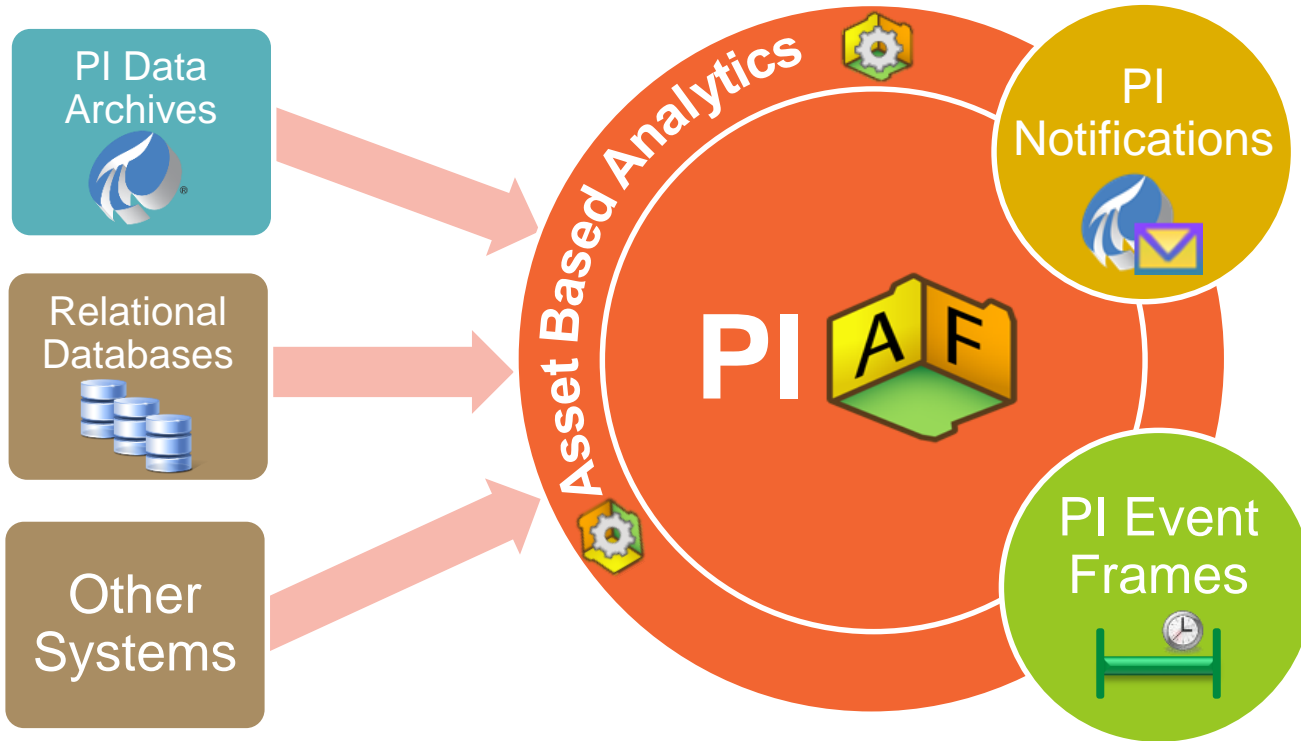 PI Data
Archives
®
Relational
Databases
Other
Systems
Asset Based Analytics
PI
A F
PI
Notifications
PI Event
Frames